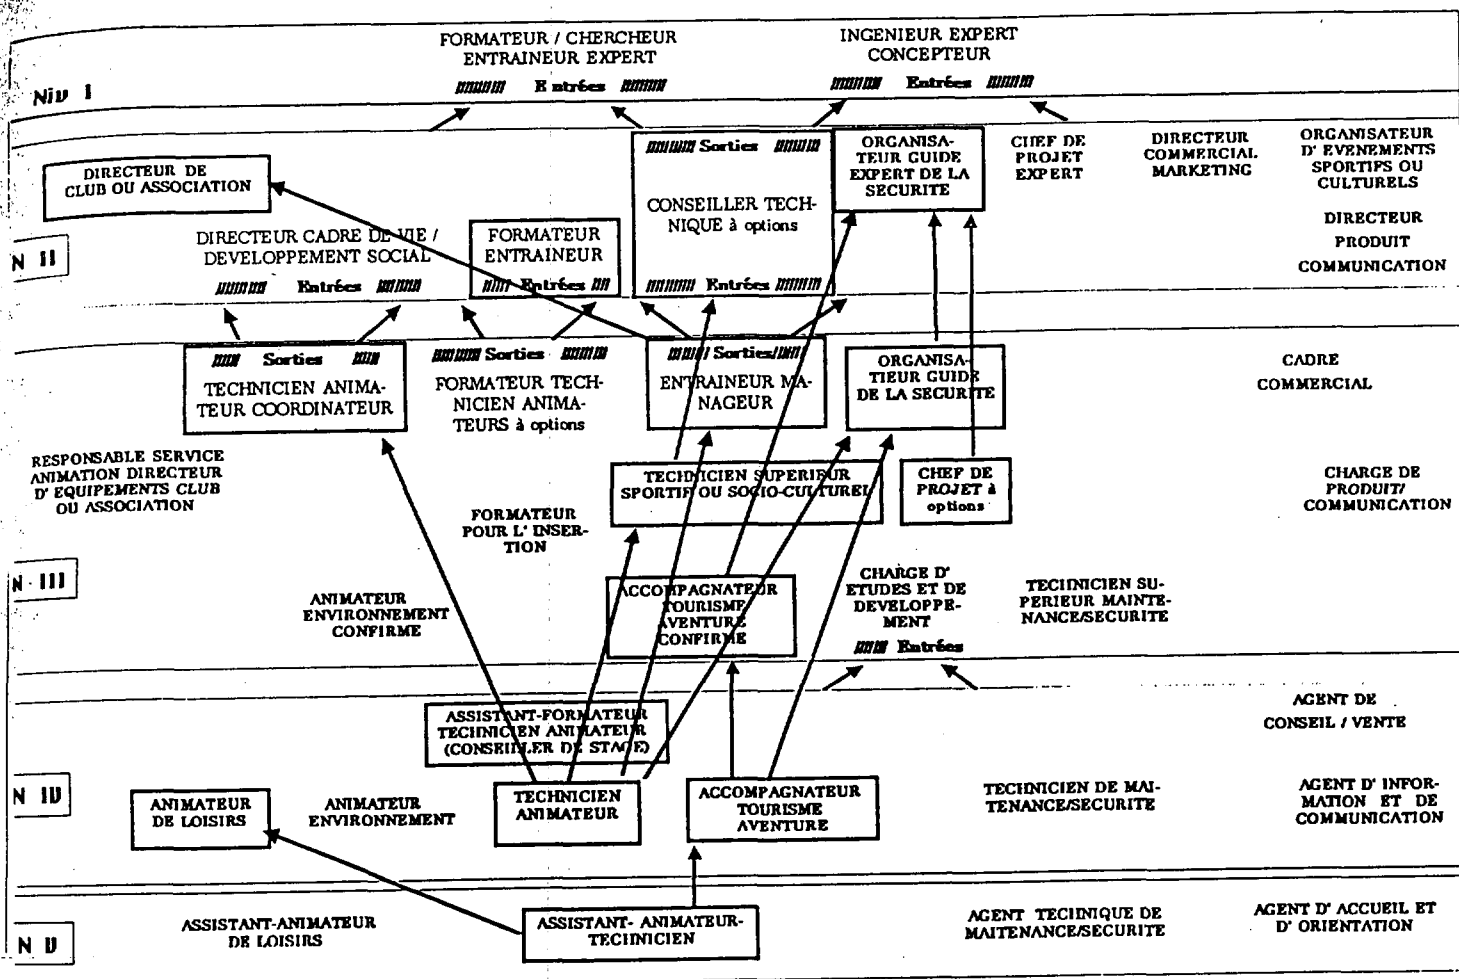 FORMATEUR / CHERCHEUR
ENTRAINEUR EXPERT
Entrées
INGENIEUR EXPERT
CONCEPTEUR
Entrées
Niv I
DIRECTEUR DE
CLUB OU ASSOCIATION
Sorties
CONSEILLER TECH-
NIQUE à options
Entrées
ORGANISA-
TEUR GUIDE
EXPERT DE LA
SECURITE
CHEF DE
PROJET
EXPERT
DIRECTEUR
COMMERCIAL
MARKETING
ORGANISATEUR
D' EVENEMENTS
SPORTIFS OU
CULTURELS
DIRECTEUR
PRODUIT
COMMUNICATION
N II
DIRECTEUR CADRE DE VIE /
DEVELOPPEMENT SOCIAL
Entrées
FORMATEUR
ENTRAINEUR
Entrées
Sorties
TECHNICIEN ANIMA-
TEUR COORDINATEUR
Sorties
FORMATEUR TECH-
NICIEN ANIMA-
TEURS à options
Sorties
ENTRAINEUR MA-
NAGEUR
ORGANISA-
TIEUR GUIDE
DE LA SECURITE
CADRE
COMMERCIAL
RESPONSABLE SERVICE
ANIMATION DIRECTEUR
D' EQUIPEMENTS CLUB
OU ASSOCIATION
TECHNICIEN SUPERIEUR
SPORTIF OU SOCIO-CULTUREL
CHEF DE
PROJET à
options
CHARGE DE
PRODUIT/
COMMUNICATION
FORMATEUR
POUR L' INSER-
TION
N III
ANIMATEUR
ENVIRONNEMENT
CONFIRME
ACCOMPAGNATEUR
TOURISME
AVENTURE
CONFIRME
CHARGE D'
ETUDES ET DE
DEVELOPPE-
MENT
Entrées
TECHNICIEN SU-
PERIEUR MAINTE-
NANCE/SECURITE
ASSISTANT-FORMATEUR
TECHNICIEN ANIMATEUR
(CONSEILLER DE STAGE)
AGENT DE
CONSEIL / VENTE
N IV
ANIMATEUR
DE LOISIRS
ANIMATEUR
ENVIRONNEMENT
TECHNICIEN
ANIMATEUR
ACCOMPAGNATEUR
TOURISME
AVENTURE
TECHNICIEN DE MAI-
TENANCE/SECURITE
AGENT D' INFOR-
MATION ET DE
COMMUNICATION
N V
ASSISTANT-ANIMATEUR
DE LOISIRS
ASSISTANT- ANIMATEUR-
TECHNICIEN
AGENT TECHNIQUE DE
MAITENANCE/SECURITE
AGENT D' ACCUEIL ET
D' ORIENTATION